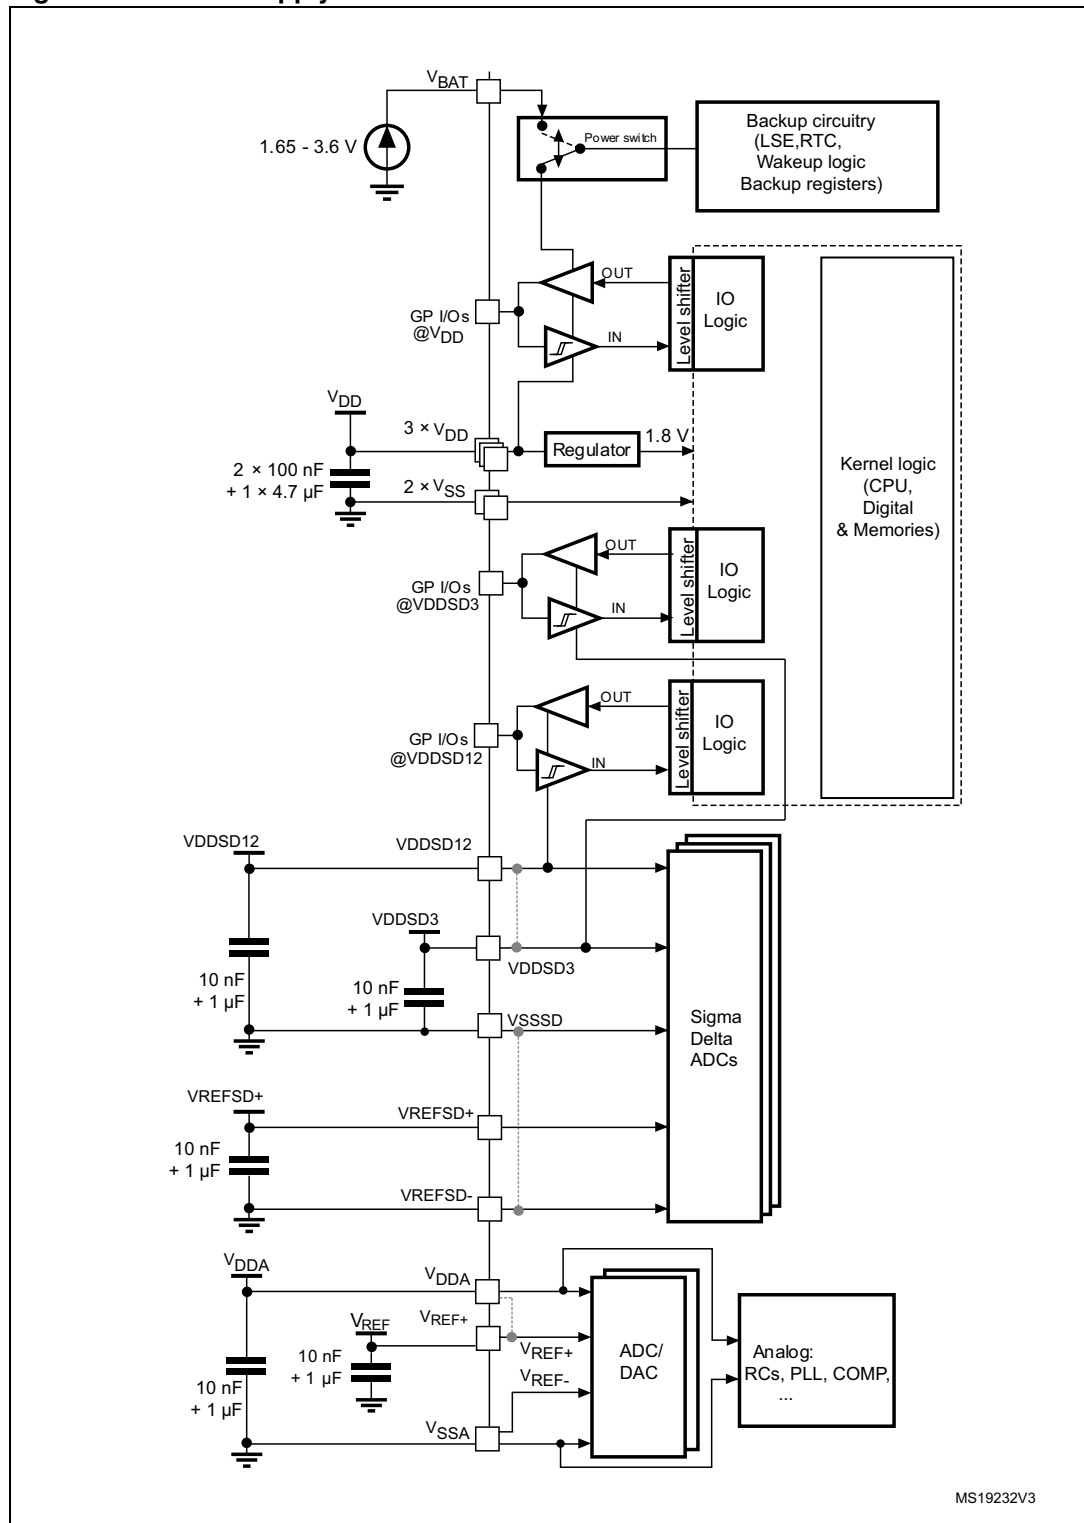 VBAT
1.65 - 3.6 V
Power switch
Backup circuitry
(LSE,RTC,
Wakeup logic
Backup registers)
OUT
IN
Level shifter
IO
Logic
GP I/Os
@VDD
VDD
3 × VDD
Regulator
1.8 V
2 × 100 nF
+ 1 × 4.7 µF
2 × VSS
Kernel logic
(CPU,
Digital
& Memories)
OUT
IN
Level shifter
IO
Logic
GP I/Os
@VDDSD3
OUT
IN
Level shifter
IO
Logic
GP I/Os
@VDDSD12
VDDSD12
VDDSD12
VDDSD3
VDDSD3
10 nF
+ 1 µF
10 nF
+ 1 µF
VSSSD
Sigma
Delta
ADCs
VREFSD+
VREFSD+
10 nF
+ 1 µF
VREFSD-
VDDA
VDDA
VREF
VREF+
VREF+
10 nF
+ 1 µF
VREF-
10 nF
+ 1 µF
VSSA
ADC/
DAC
Analog:
RCs, PLL, COMP,
...
MS19232V3